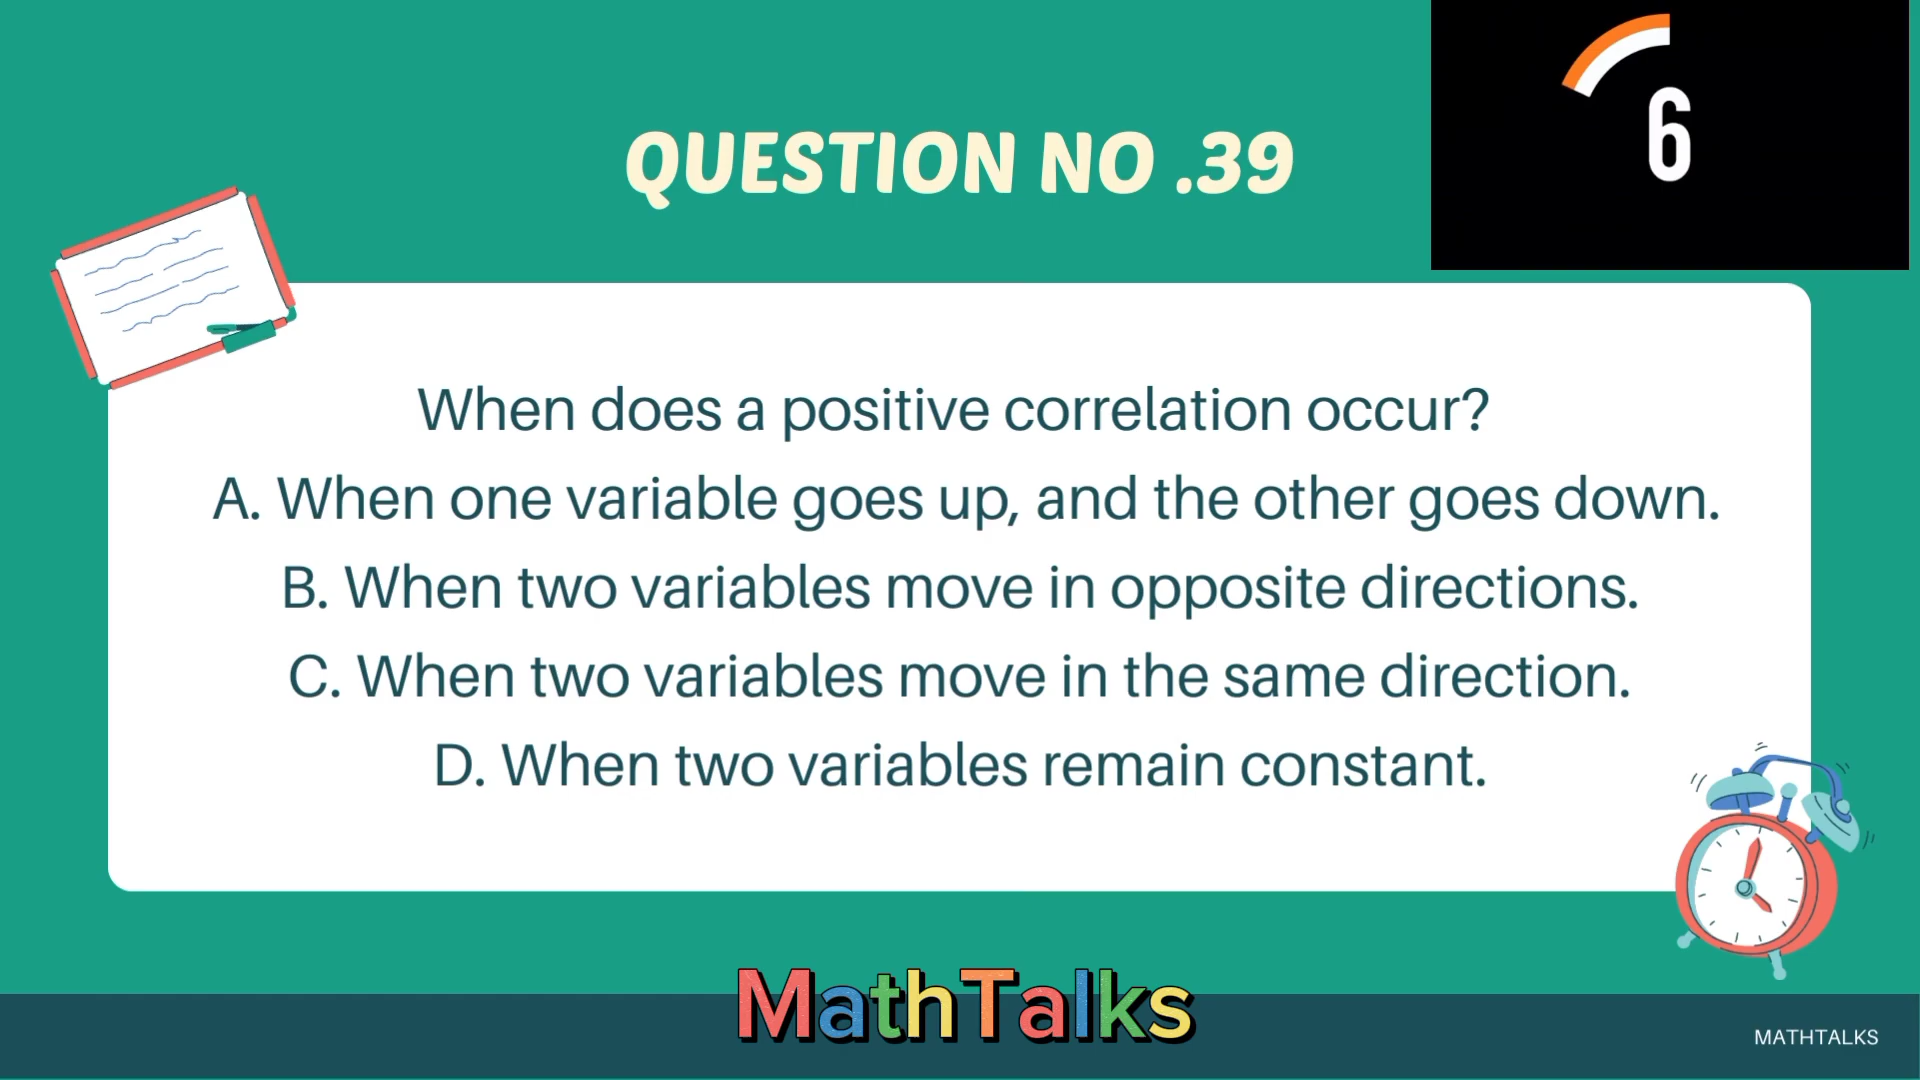 6
QUESTION NO .39
When does a positive correlation occur?
A. When one variable goes up, and the other goes down.
B. When two variables move in opposite directions.
C. When two variables move in the same direction.
D. When two variables remain constant.
MathTalks
MATHTALKS